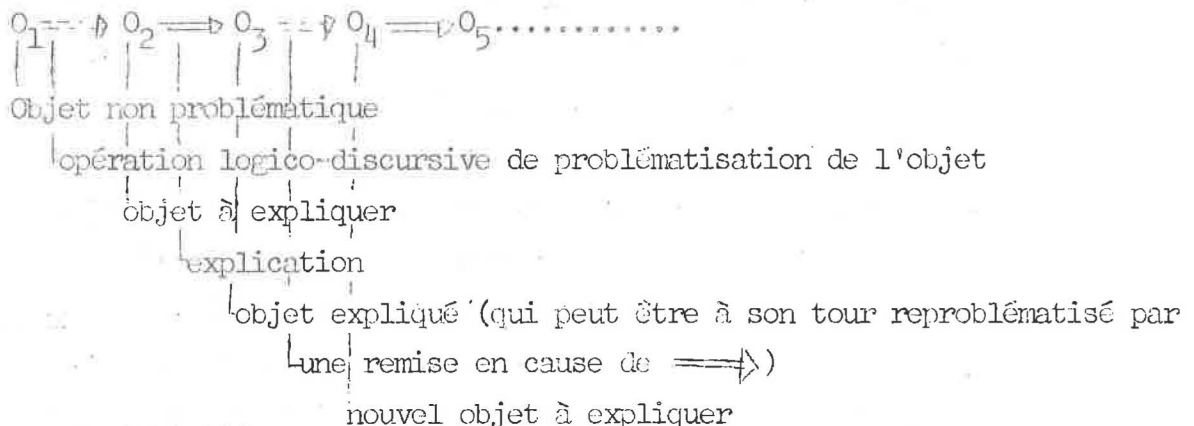 O1 ==⇒ O2 ══⇒ O3 ==⇒ O4 ══⇒ O5............
Objet non problématique
opération logico-discursive de problématisation de l'objet
objet à expliquer
explication
objet expliqué (qui peut être à son tour reproblématisé par
une remise en cause de ══⇒)
nouvel objet à expliquer